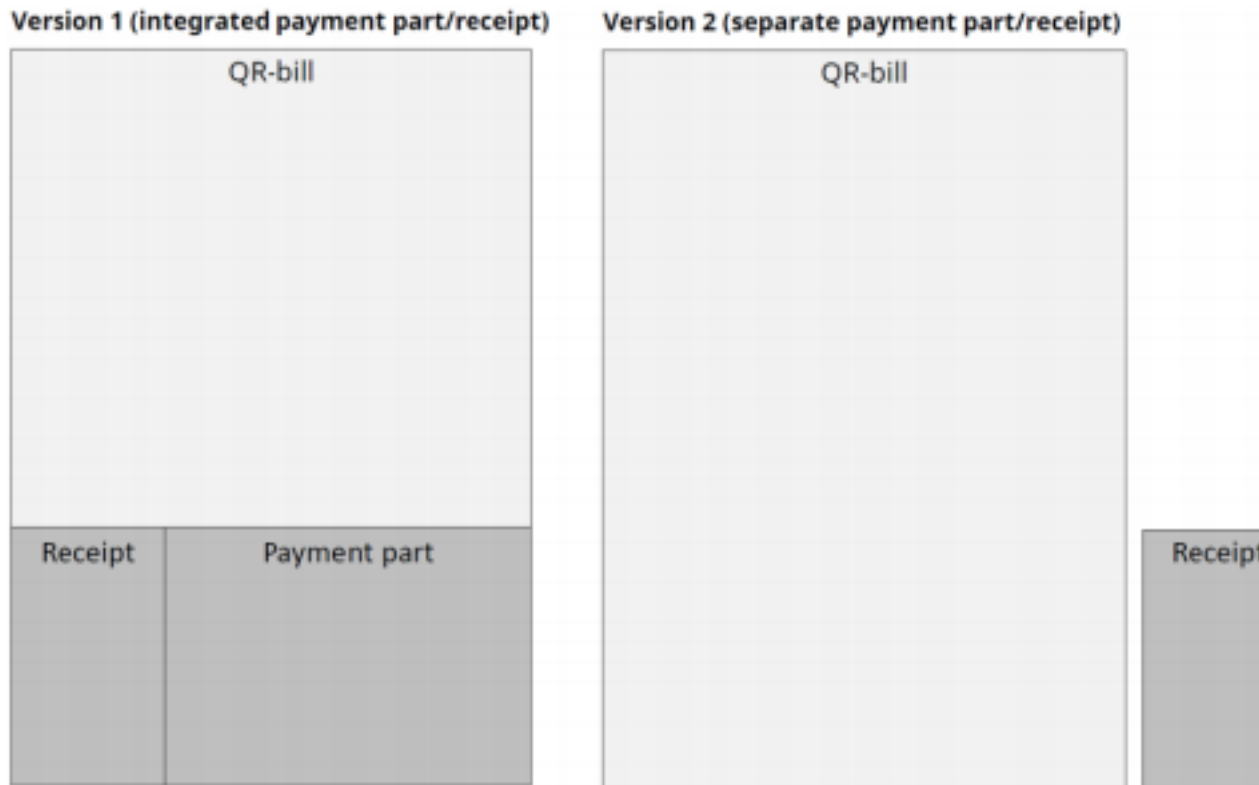 Version 1 (integrated payment part/receipt)
QR-bill
Receipt
Payment part
Version 2 (separate payment part/receipt)
QR-bill
Receipt